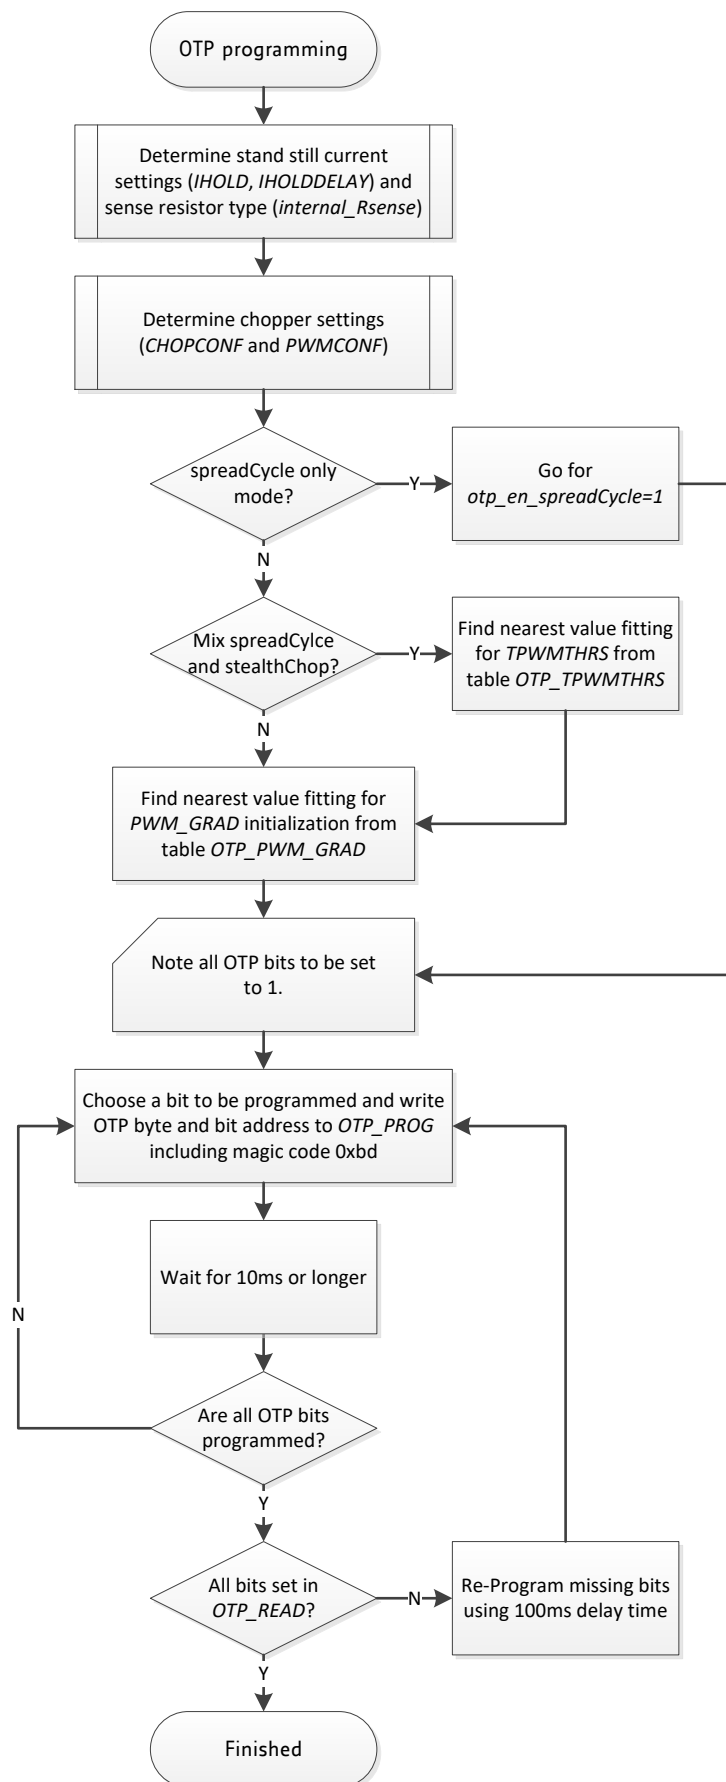 OTP programming
Determine stand still current
settings (IHOLD, IHOLDDELAY) and
sense resistor type (internal_Rsense)
Determine chopper settings
(CHOPCONF and PWMCONF)
spreadCycle only
mode?
Y
Go for
otp_en_spreadCycle=1
N
Mix spreadCylce
and stealthChop?
Y
Find nearest value fitting
for TPWMTHRS from
table OTP_TPWMTHRS
N
Find nearest value fitting for
PWM_GRAD initialization from
table OTP_PWM_GRAD
Note all OTP bits to be set
to 1.
Choose a bit to be programmed and write
OTP byte and bit address to OTP_PROG
including magic code 0xbd
Wait for 10ms or longer
N
Are all OTP bits
programmed?
Y
All bits set in
OTP_READ?
N
Re-Program missing bits
using 100ms delay time
Y
Finished